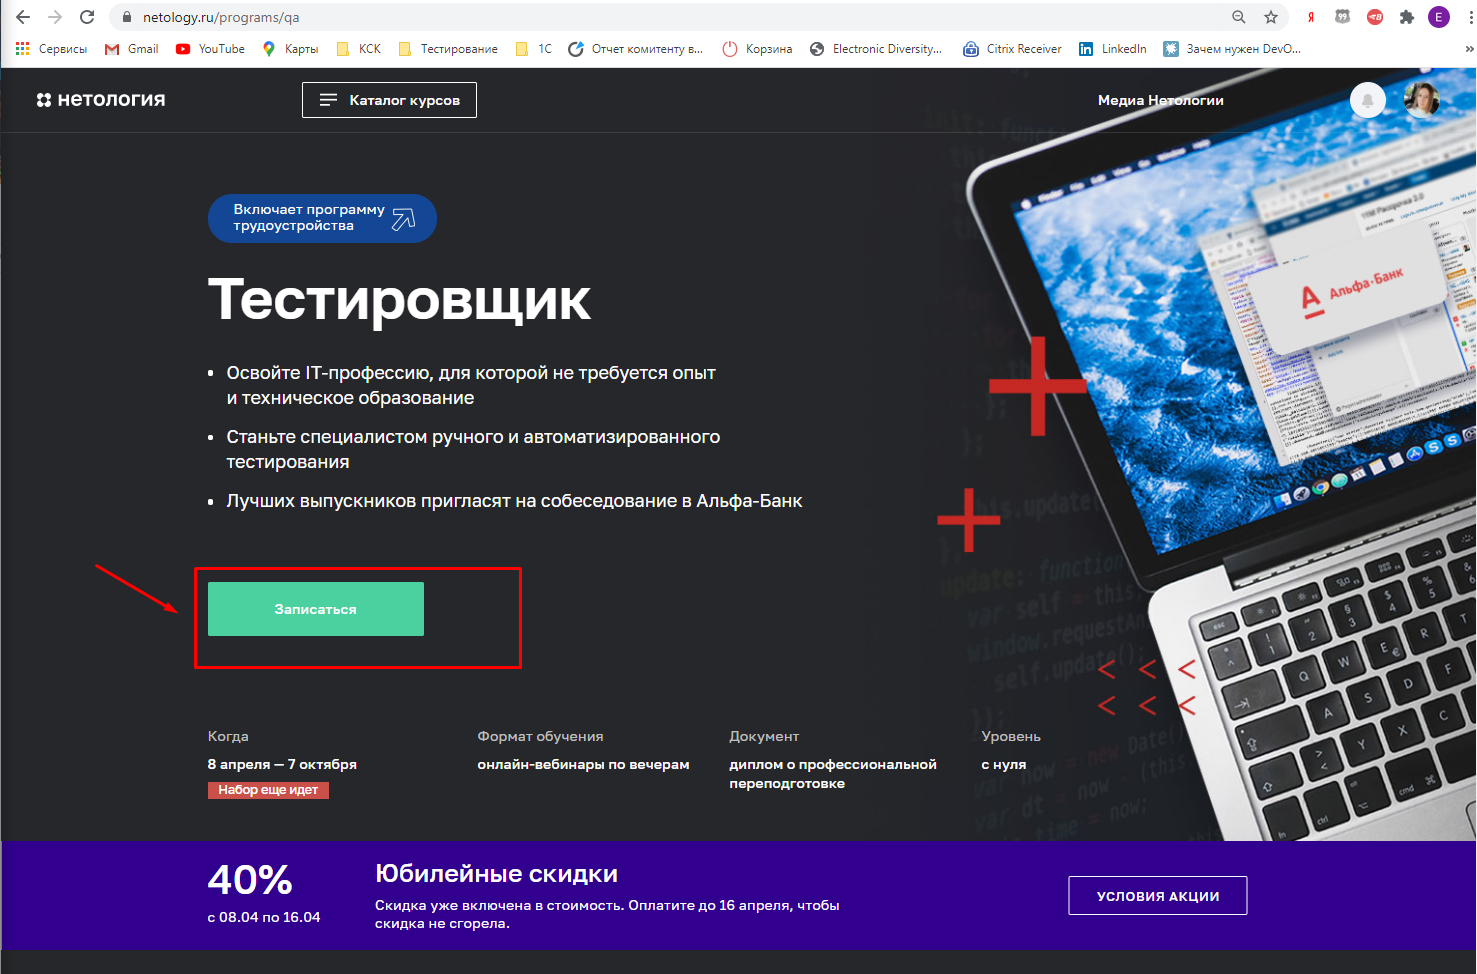 netology.ru/programs/qa
Сервисы
Gmail
YouTube
Карты
КСК
Тестирование
1С
Отчет комитенту в...
Корзина
Electronic Diversity...
Citrix Receiver
LinkedIn
Зачем нужен DevO...
нетология
Каталог курсов
Медиа Нетологии
Включает программу
трудоустройства
Тестировщик
• Освойте IT-профессию, для которой не требуется опыт
и техническое образование
• Станьте специалистом ручного и автоматизированного
тестирования
• Лучших выпускников пригласят на собеседование в Альфа-Банк
Альфа-Банк
Записаться
Когда
8 апреля — 7 октября
Набор еще идет
Формат обучения
онлайн-вебинары по вечерам
Документ
диплом о профессиональной
переподготовке
Уровень
с нуля
40%
с 08.04 по 16.04
Юбилейные скидки
Скидка уже включена в стоимость. Оплатите до 16 апреля, чтобы
скидка не сгорела.
УСЛОВИЯ АКЦИИ